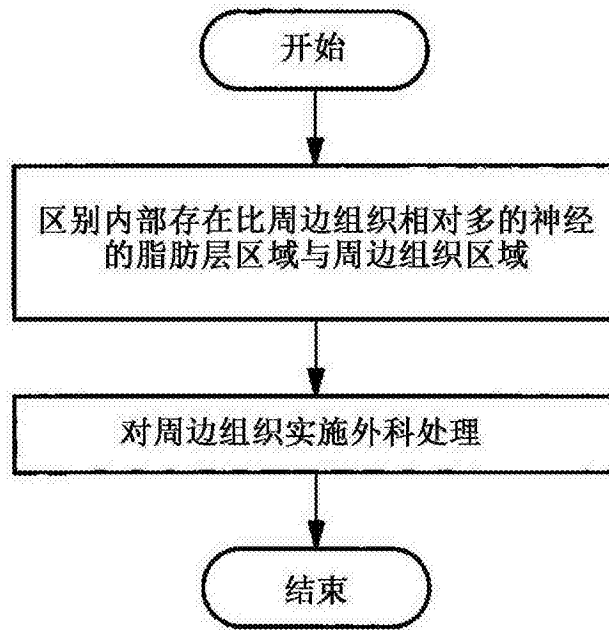 开始
区别内部存在比周边组织相对多的神经
的脂肪层区域与周边组织区域
对周边组织实施外科处理
结束